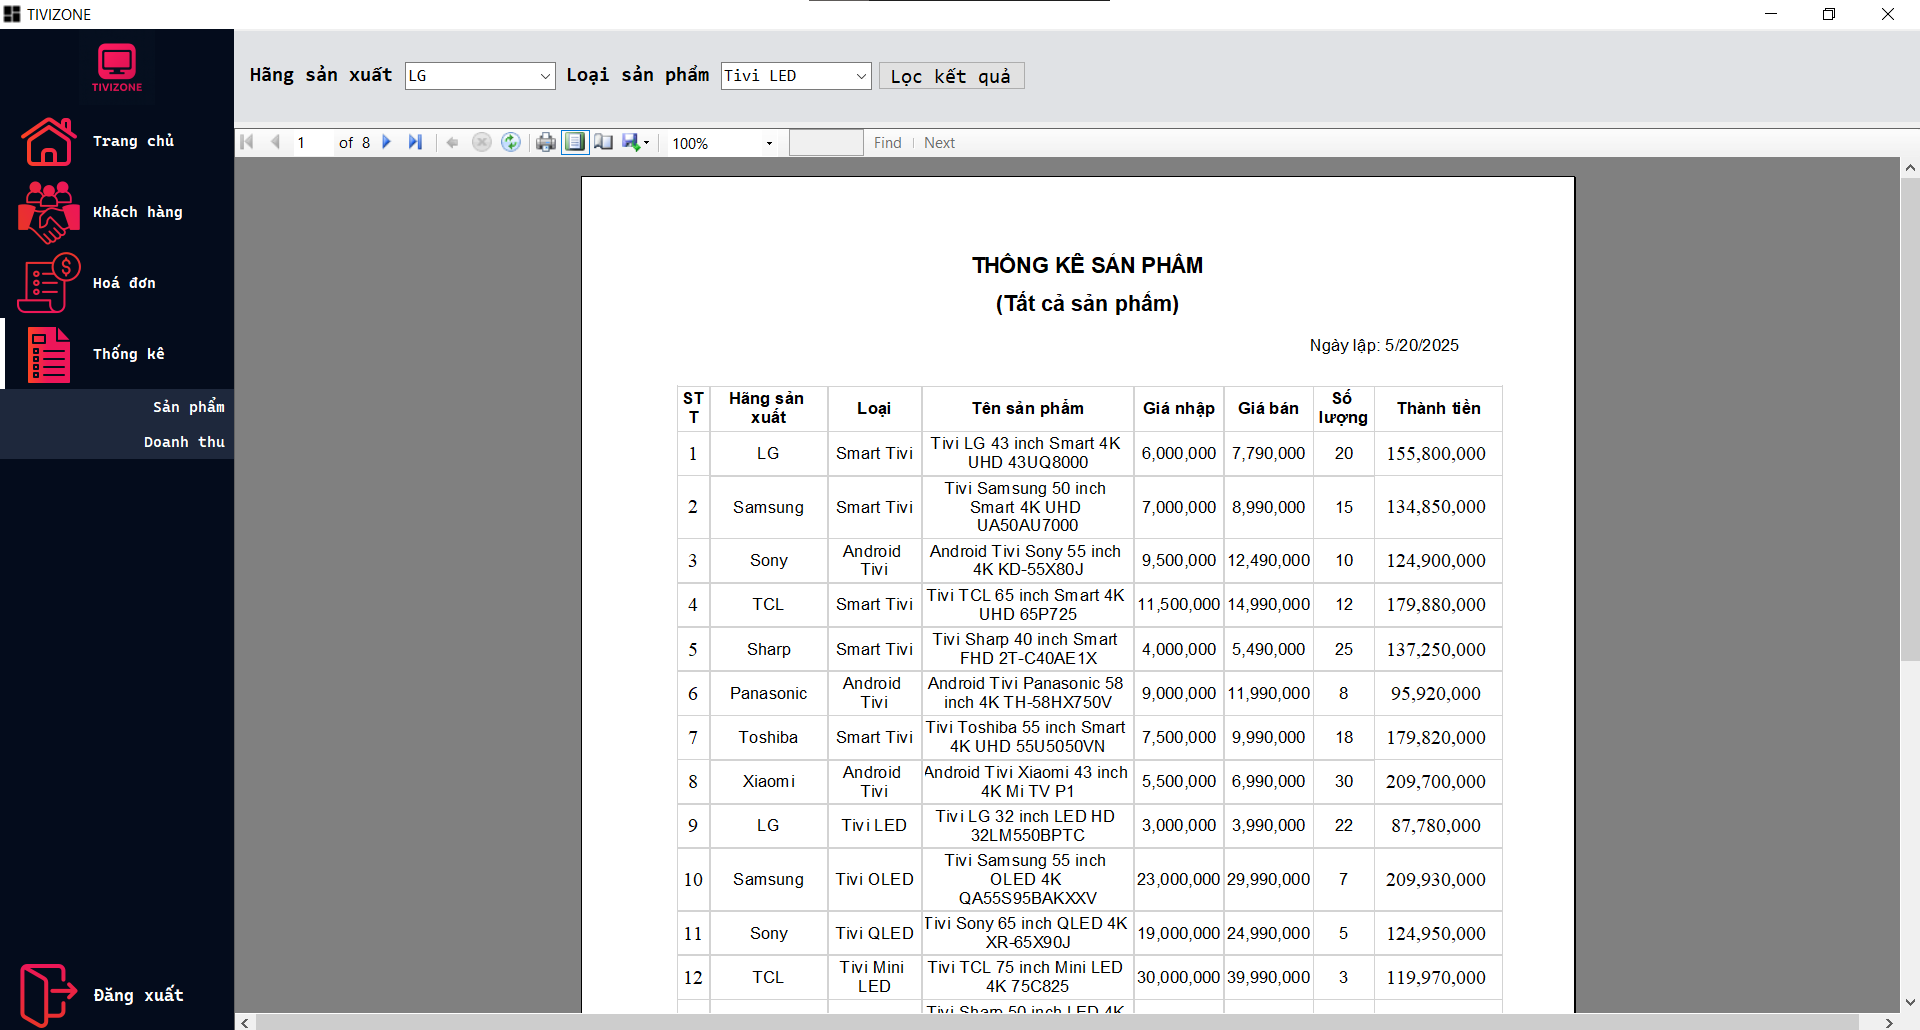 TIVIZONE
TIVIZONE
Trang chủ
Khách hàng
Hoá đơn
Thống kê
Sản phẩm
Doanh thu
Đăng xuất
Hãng sản xuất LG Loại sản phẩm Tivi LED Lọc kết quả
1 of 8 100% Find Next
THỐNG KÊ SẢN PHẨM
(Tất cả sản phẩm)
Ngày lập: 5/20/2025
ST
T
Hãng sản
xuất
Loại
Tên sản phẩm
Giá nhập
Giá bán
Số
lượng
Thành tiền
1
LG
Smart Tivi
Tivi LG 43 inch Smart 4K
UHD 43UQ8000
6,000,000
7,790,000
20
155,800,000
2
Samsung
Smart Tivi
Tivi Samsung 50 inch
Smart 4K UHD
UA50AU7000
7,000,000
8,990,000
15
134,850,000
3
Sony
Android
Tivi
Android Tivi Sony 55 inch
4K KD-55X80J
9,500,000
12,490,000
10
124,900,000
4
TCL
Smart Tivi
Tivi TCL 65 inch Smart 4K
UHD 65P725
11,500,000
14,990,000
12
179,880,000
5
Sharp
Smart Tivi
Tivi Sharp 40 inch Smart
FHD 2T-C40AE1X
4,000,000
5,490,000
25
137,250,000
6
Panasonic
Android
Tivi
Android Tivi Panasonic 58
inch 4K TH-58HX750V
9,000,000
11,990,000
8
95,920,000
7
Toshiba
Smart Tivi
Tivi Toshiba 55 inch Smart
4K UHD 55U5050VN
7,500,000
9,990,000
18
179,820,000
8
Xiaomi
Android
Tivi
Android Tivi Xiaomi 43 inch
4K Mi TV P1
5,500,000
6,990,000
30
209,700,000
9
LG
Tivi LED
Tivi LG 32 inch LED HD
32LM550BPTC
3,000,000
3,990,000
22
87,780,000
10
Samsung
Tivi OLED
Tivi Samsung 55 inch
OLED 4K
QA55S95BAKXXV
23,000,000
29,990,000
7
209,930,000
11
Sony
Tivi QLED
Tivi Sony 65 inch QLED 4K
XR-65X90J
19,000,000
24,990,000
5
124,950,000
12
TCL
Tivi Mini
LED
Tivi TCL 75 inch Mini LED
4K 75C825
30,000,000
39,990,000
3
119,970,000
Tivi Sharp 50 inch LED 4K